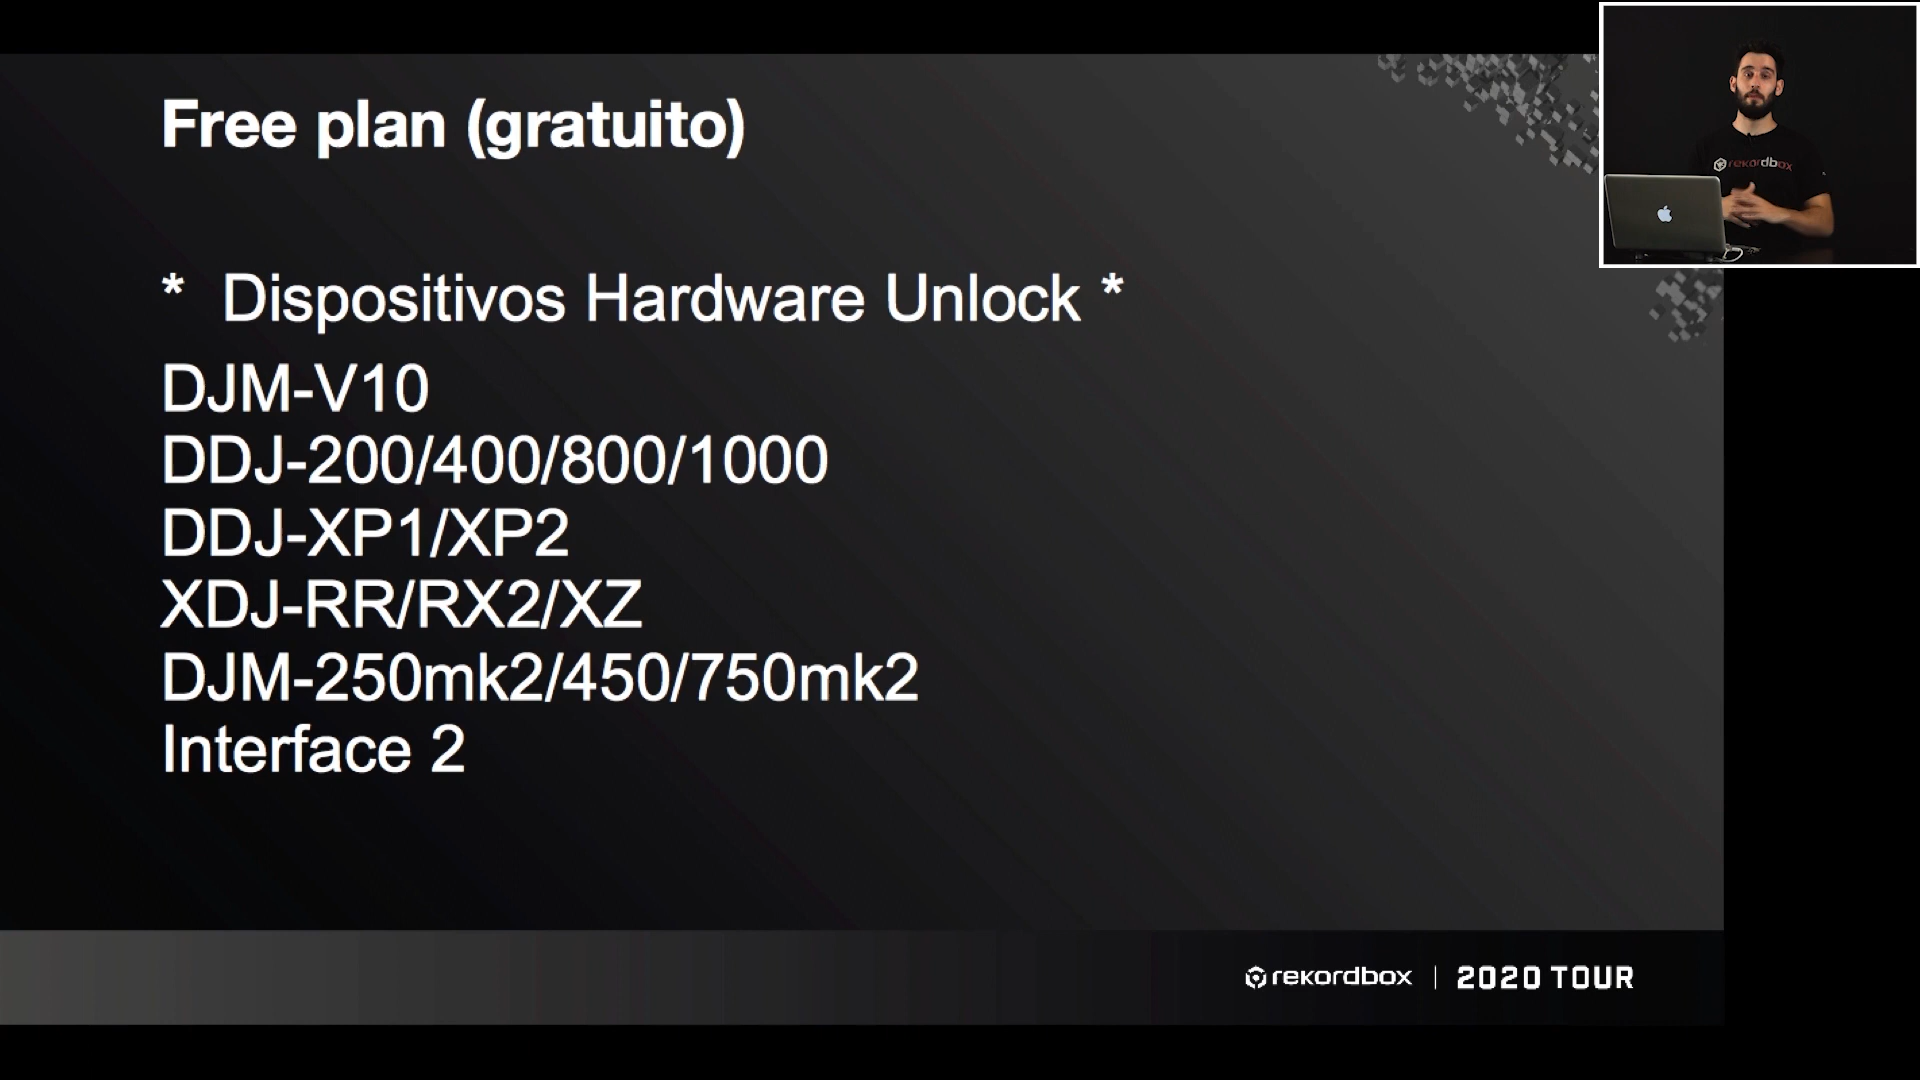 Free plan (gratuito)
* Dispositivos Hardware Unlock *
DJM-V10
DDJ-200/400/800/1000
DDJ-XP1/XP2
XDJ-RR/RX2/XZ
DJM-250mk2/450/750mk2
Interface 2
rekordbox
rekordbox | 2020 TOUR